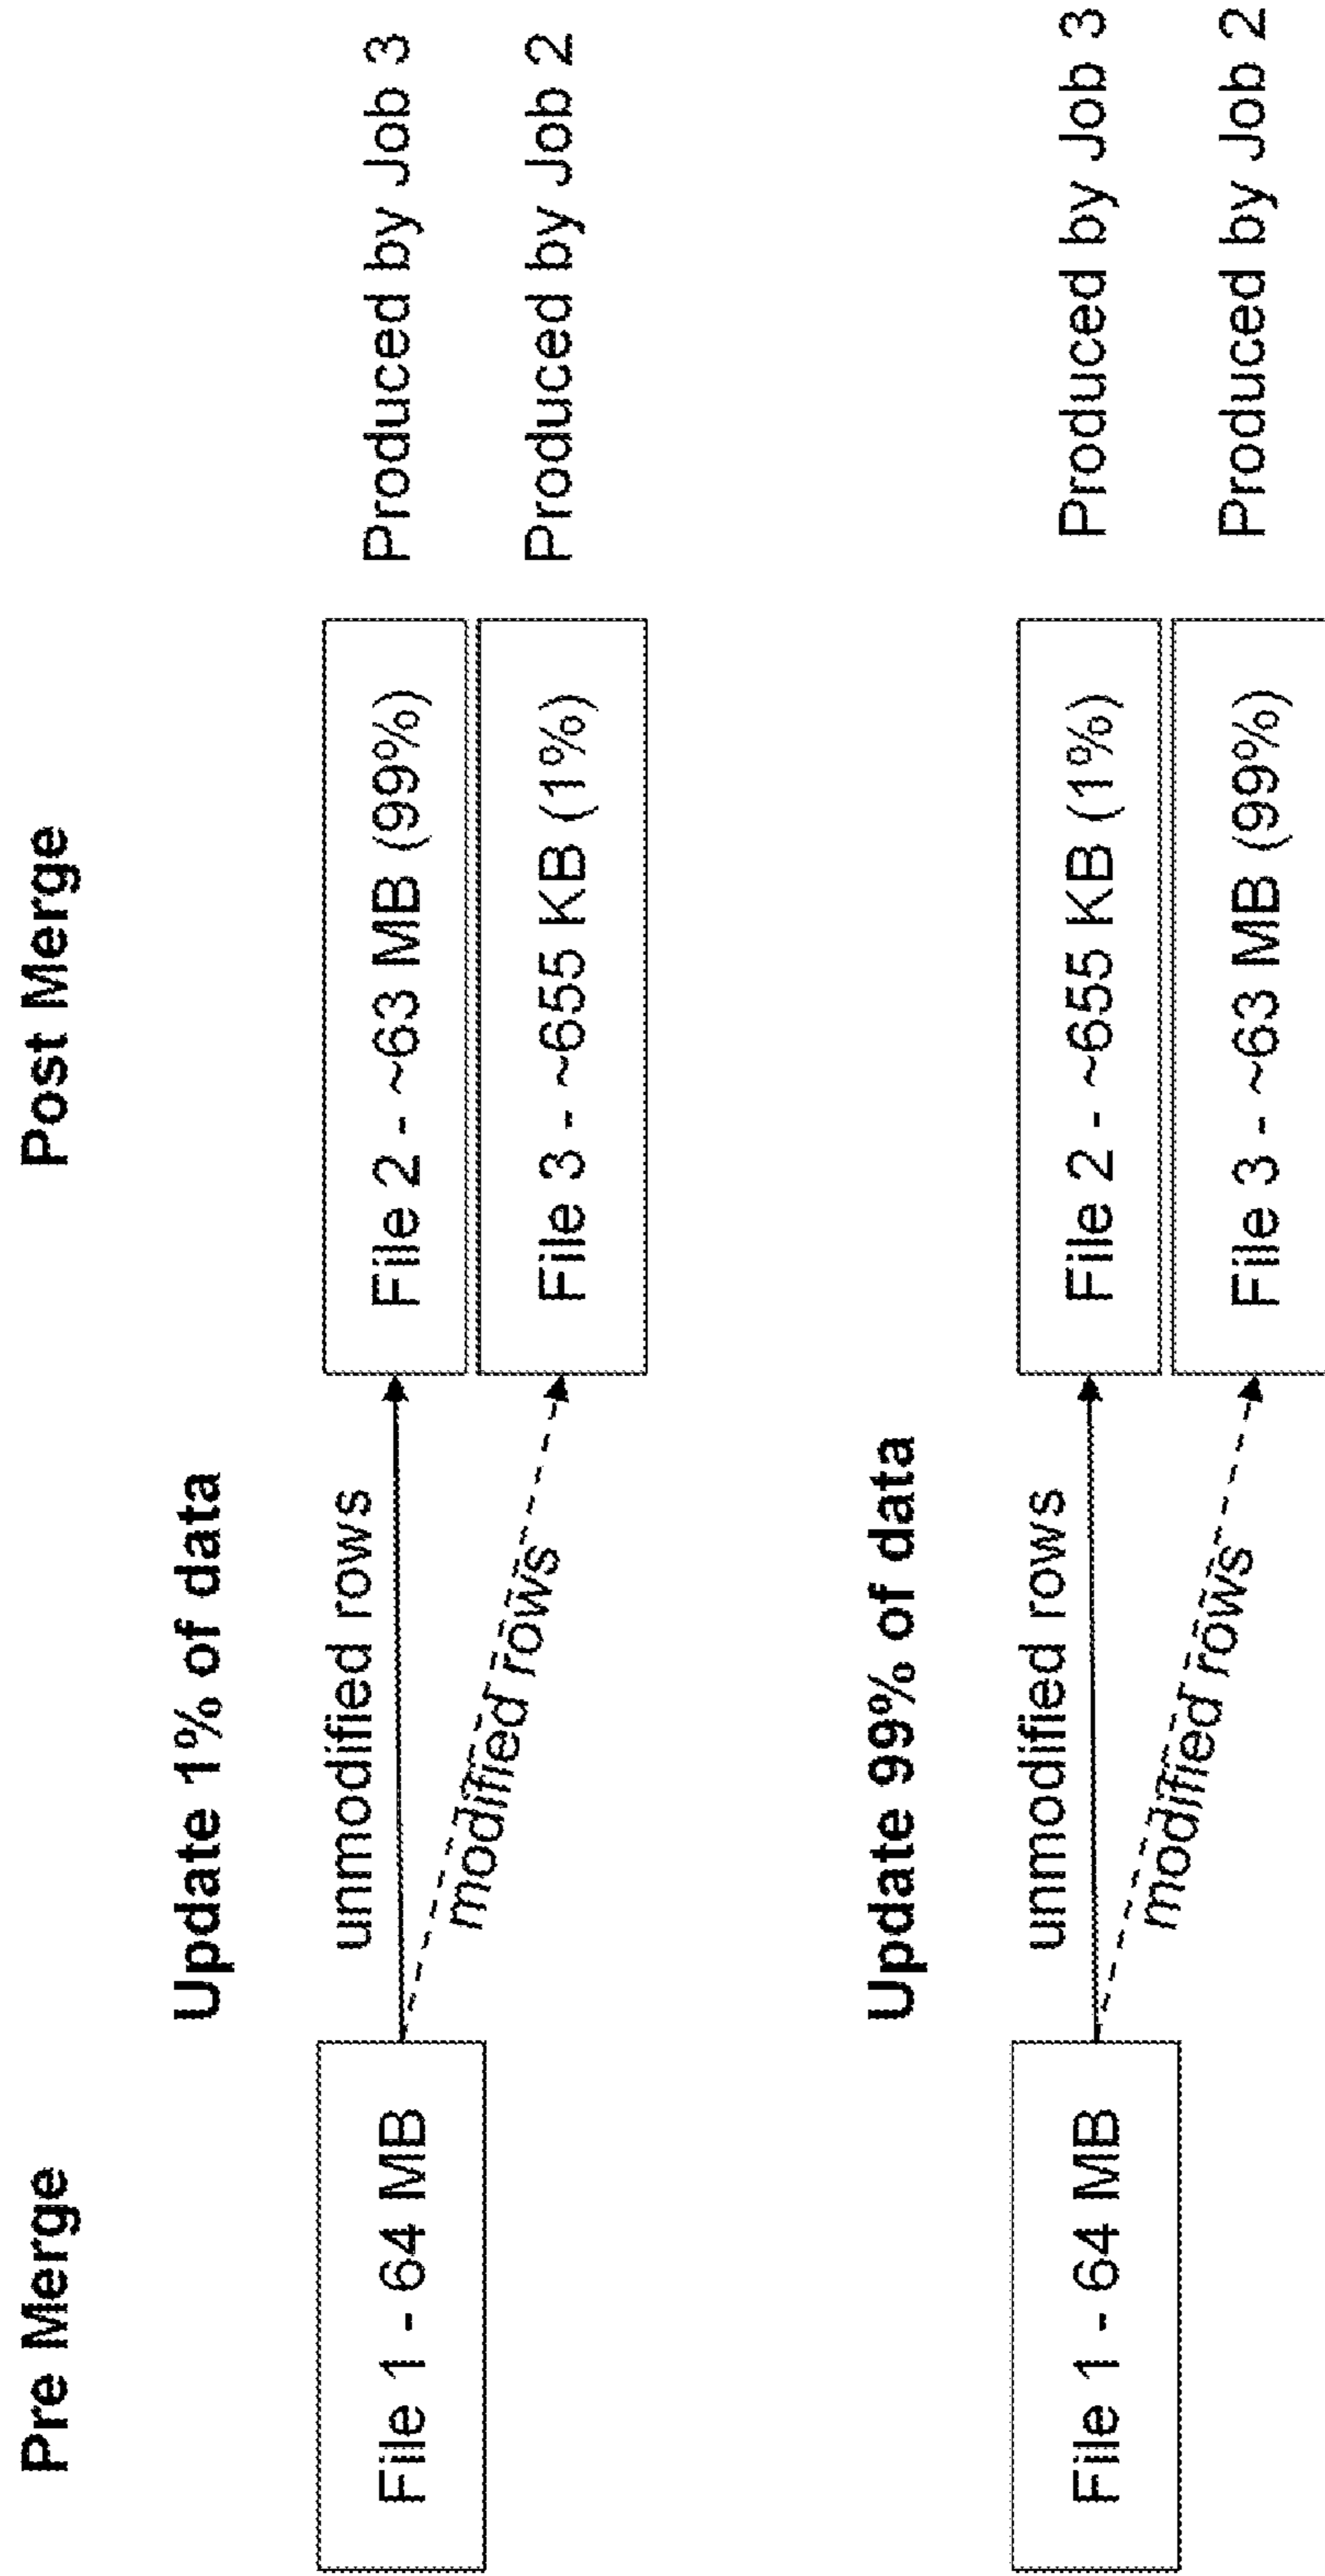 Pre Merge
Post Merge
Update 1% of data
File 1 - 64 MB
unmodified rows
modified rows
File 2 - ~63 MB (99%)
Produced by Job 3
File 3 - ~655 KB (1%)
Produced by Job 2
Update 99% of data
File 1 - 64 MB
unmodified rows
modified rows
File 2 - ~655 KB (1%)
Produced by Job 3
File 3 - ~63 MB (99%)
Produced by Job 2